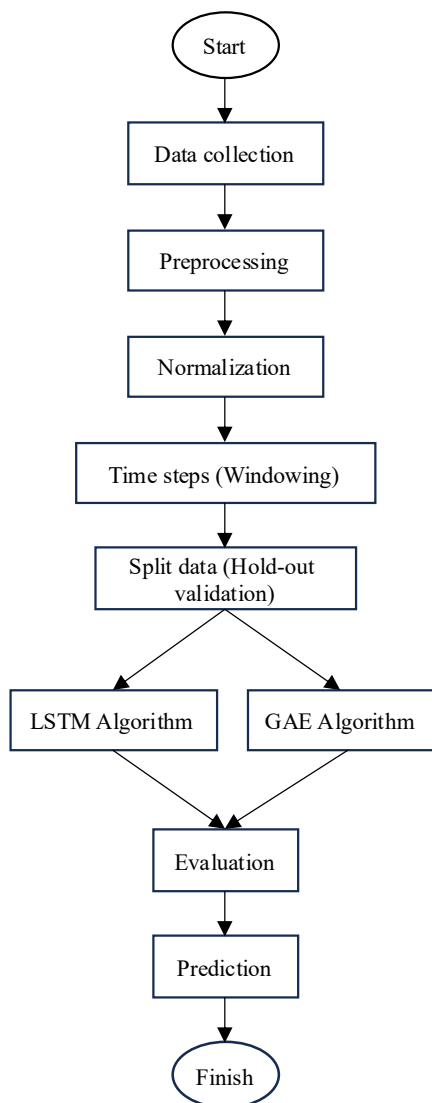 Start
Data collection
Preprocessing
Normalization
Time steps (Windowing)
Split data (Hold-out
validation)
LSTM Algorithm
GAE Algorithm
Evaluation
Prediction
Finish